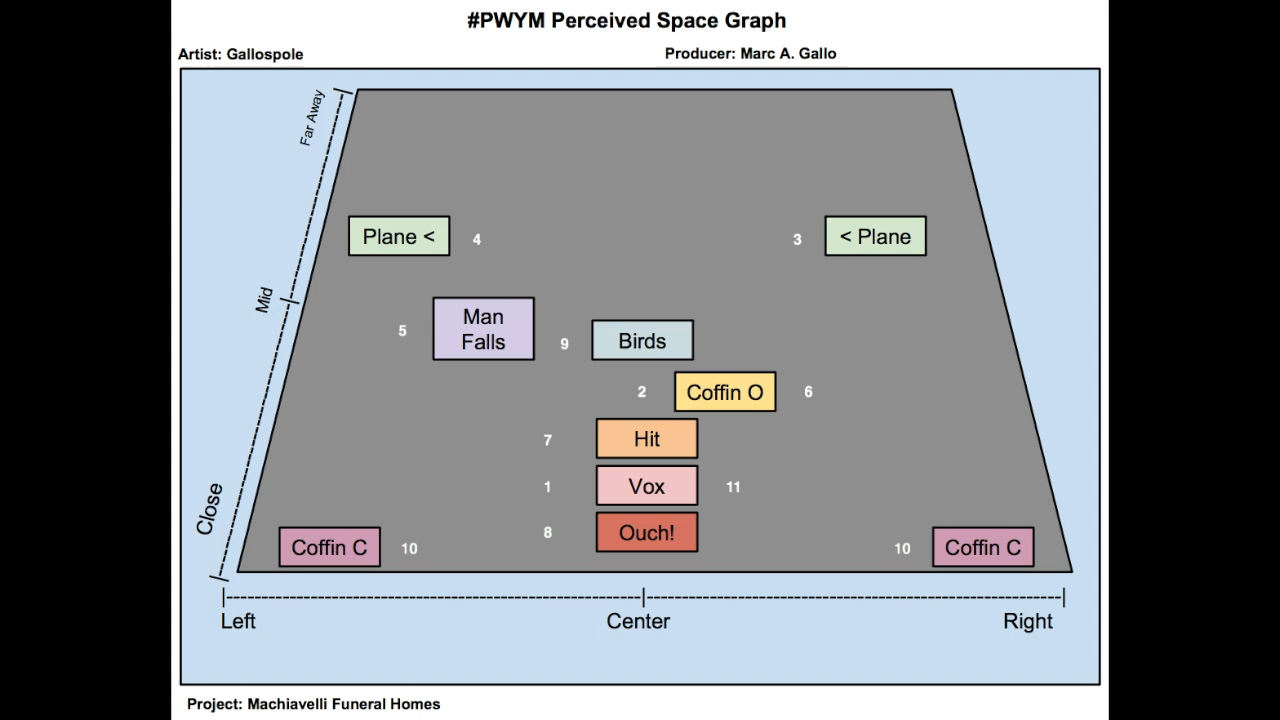 #PWYM Perceived Space Graph
Artist: Gallospole
Producer: Marc A. Gallo
Far Away
Plane <
4
3
< Plane
Mid
5
Man
Falls
9
Birds
2
Coffin O
6
7
Hit
Close
1
Vox
11
8
Ouch!
Coffin C
10
10
Coffin C
Left
Center
Right
Project: Machiavelli Funeral Homes